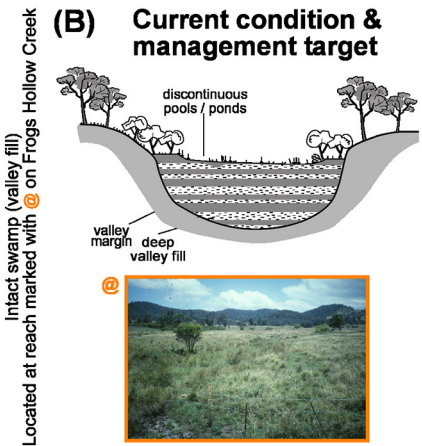 (B) Current condition &
management target
Intact swamp (valley fill)
Located at reach marked with @ on Frogs Hollow Creek
discontinuous
pools / ponds
valley
margin
deep
valley fill
@